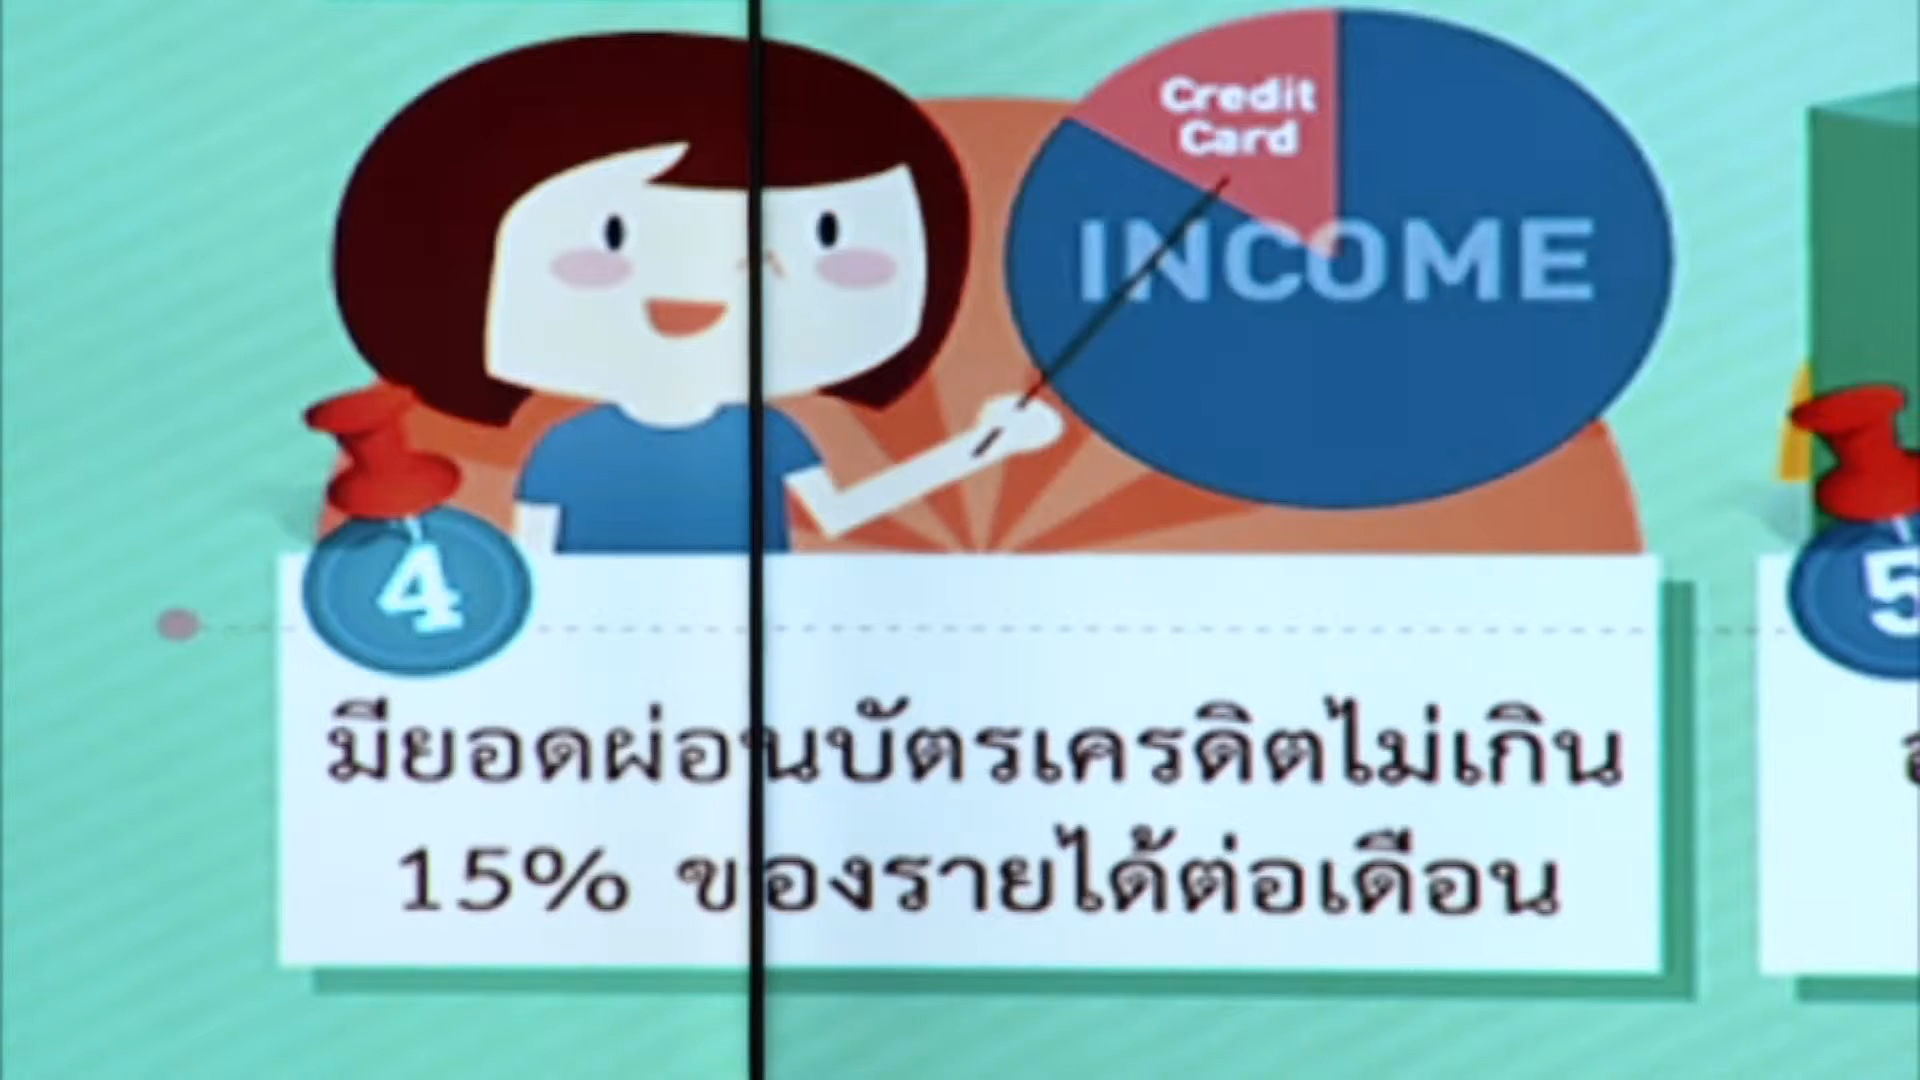 Credit
Card
INCOME
4
5
มียอดผ่อนบัตรเครดิตไม่เกิน
15% ของรายได้ต่อเดือน